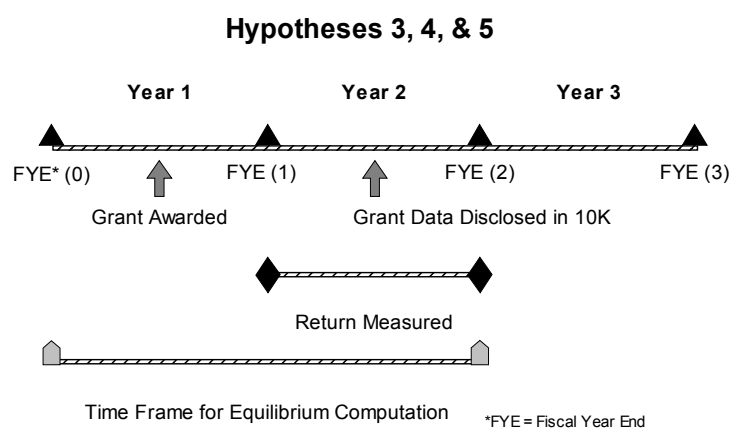 Hypotheses 3, 4, & 5
Year 1 Year 2 Year 3
FYE* (0) FYE (1) FYE (2) FYE (3)
Grant Awarded Grant Data Disclosed in 10K
Return Measured
Time Frame for Equilibrium Computation
*FYE = Fiscal Year End